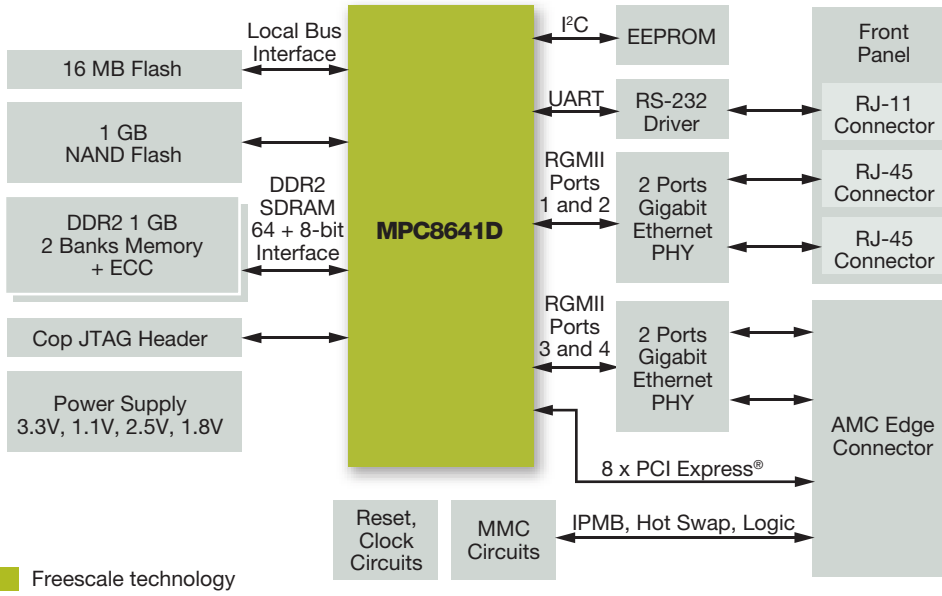 Local Bus
Interface
16 MB Flash
1 GB
NAND Flash
DDR2
SDRAM
64 + 8-bit
Interface
DDR2 1 GB
2 Banks Memory
+ ECC
Cop JTAG Header
Power Supply
3.3V, 1.1V, 2.5V, 1.8V
MPC8641D
I²C
EEPROM
UART
RS-232
Driver
RGMII
Ports
1 and 2
2 Ports
Gigabit
Ethernet
PHY
RGMII
Ports
3 and 4
2 Ports
Gigabit
Ethernet
PHY
Front
Panel
RJ-11
Connector
RJ-45
Connector
RJ-45
Connector
AMC Edge
Connector
8 x PCI Express®
Reset,
Clock
Circuits
MMC
Circuits
IPMB, Hot Swap, Logic
Freescale technology